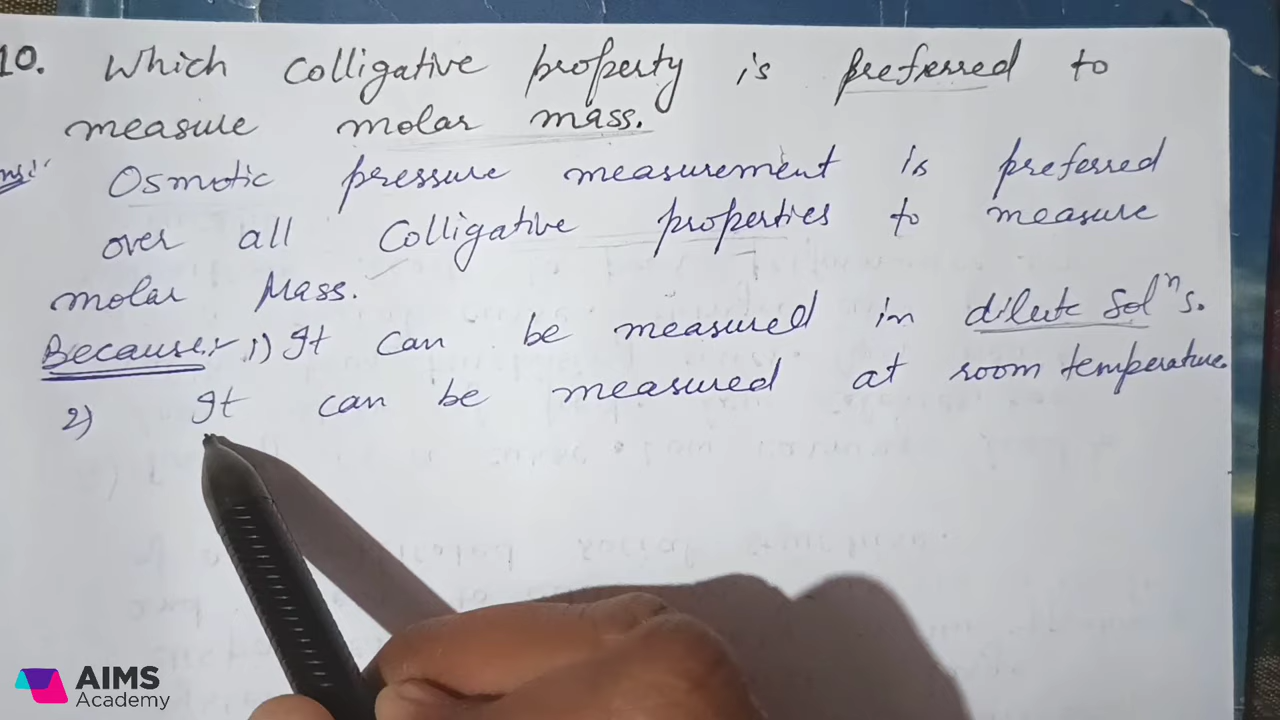 10. Which colligative property is preferred to
measure molar mass.
Ans:- Osmotic pressure measurement is preferred
over all Colligative properties to measure
molar Mass.
Because:- 1) It can be measured in dilute Solⁿs.
2) It can be measured at room temperature.
AIMS
Academy